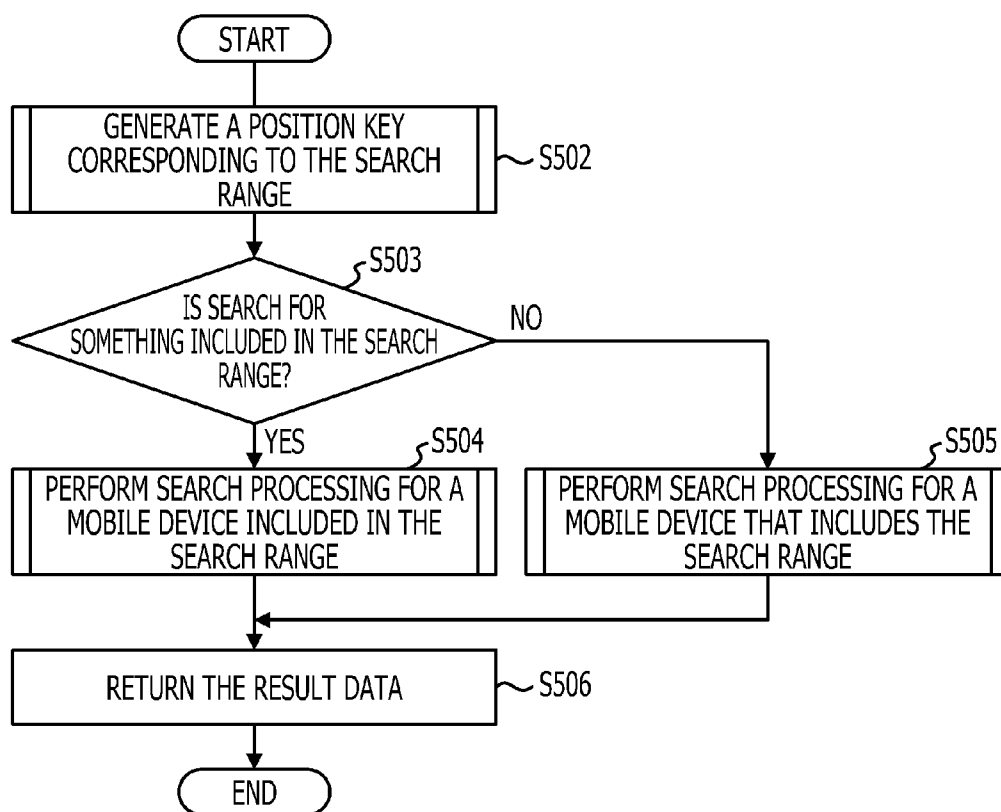 START
GENERATE A POSITION KEY
CORRESPONDING TO THE SEARCH
RANGE
S502
S503
IS SEARCH FOR
SOMETHING INCLUDED IN THE SEARCH
RANGE?
NO
YES
S504
PERFORM SEARCH PROCESSING FOR A
MOBILE DEVICE INCLUDED IN THE
SEARCH RANGE
S505
PERFORM SEARCH PROCESSING FOR A
MOBILE DEVICE THAT INCLUDES THE
SEARCH RANGE
RETURN THE RESULT DATA
S506
END